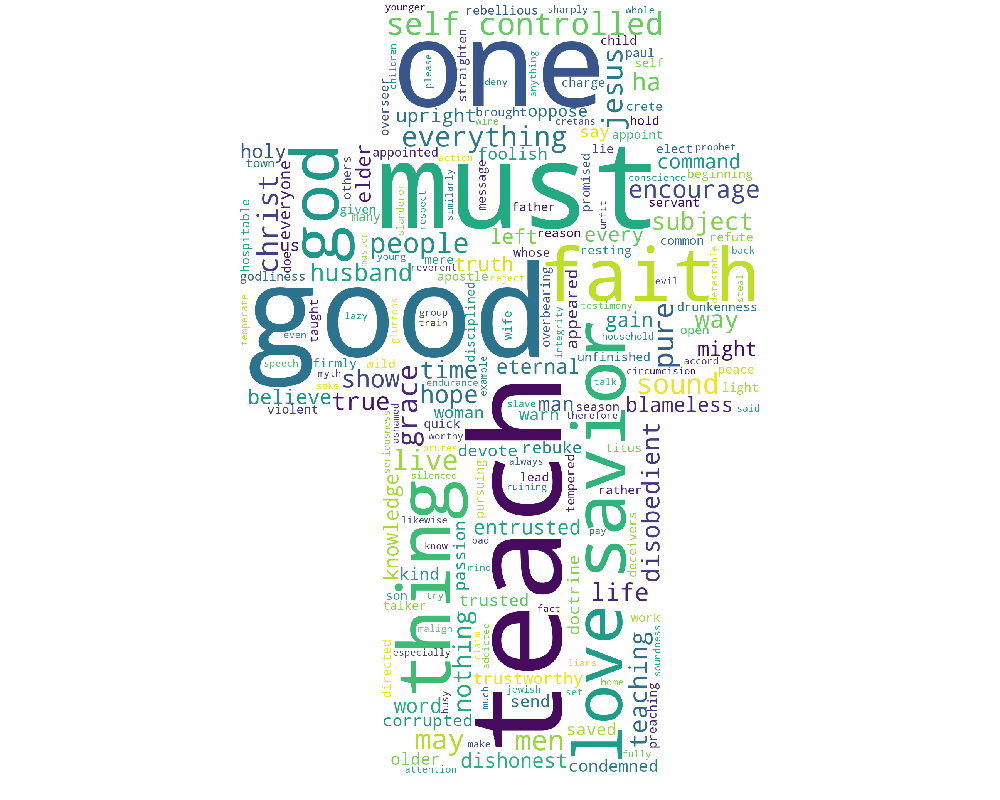 younger
rebellious
sharply
whole
self controlled
one
children
please
straighten
deny
anything
charge
child
paul
self
jesus
ha
overseer
upright
brought
wine
oppose
cretans
crete
hold
everything
say
appoint
holy
town
god
others
elder
appointed
action
foolish
must
message
promised
lie
elect
prophet
command
conscience
beginning
encourage
christ
everyone
does
us
given
many
slanderer
respect
similarly
father
unfit
servant
hospitable
people
left
reason
every
subject
common
refute
resting
whose
master
young
mere
reverent
truth
apostle
reject
godliness
husband
faith
back
evil
detestable
steal
temperate
good
taught
lazy
gluttons
group
train
wife
disciplined
overbearing
integrity
appeared
testimony
gain
household
pure
drunkenness
way
open
even
speech
firmly
wild
time
eternal
unfinished
accord
might
peace
myth
sake
show
endurance
example
talk
circumcision
sound
light
believe
true
grace
hope
man
season
blameless
said
violent
ashamed
woman
slave
warn
therefore
quick
worthy
teach
savior
seriousness
brutes
devote
rebuke
titus
disobedient
live
silenced
always
lead
ruining
tempered
rather
knowledge
thing
pursuing
likewise
entrusted
pay
deceivers
know
passion
bad
kind
mind
son
try
talker
trusted
fact
doctrine
life
love
work
malign
nothing
claim
addicted
teaching
soundness
especially
liars
directed
trustworthy
home
preaching
word
busy
much
jewish
set
send
corrupted
saved
may
make
men
fully
older
attention
dishonest
condemned